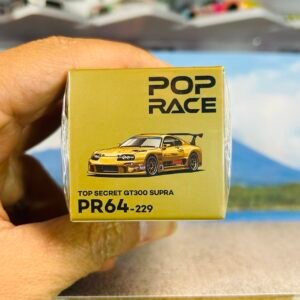 POP
RACE
TOP SECRET GT300 SUPRA
PR64-229